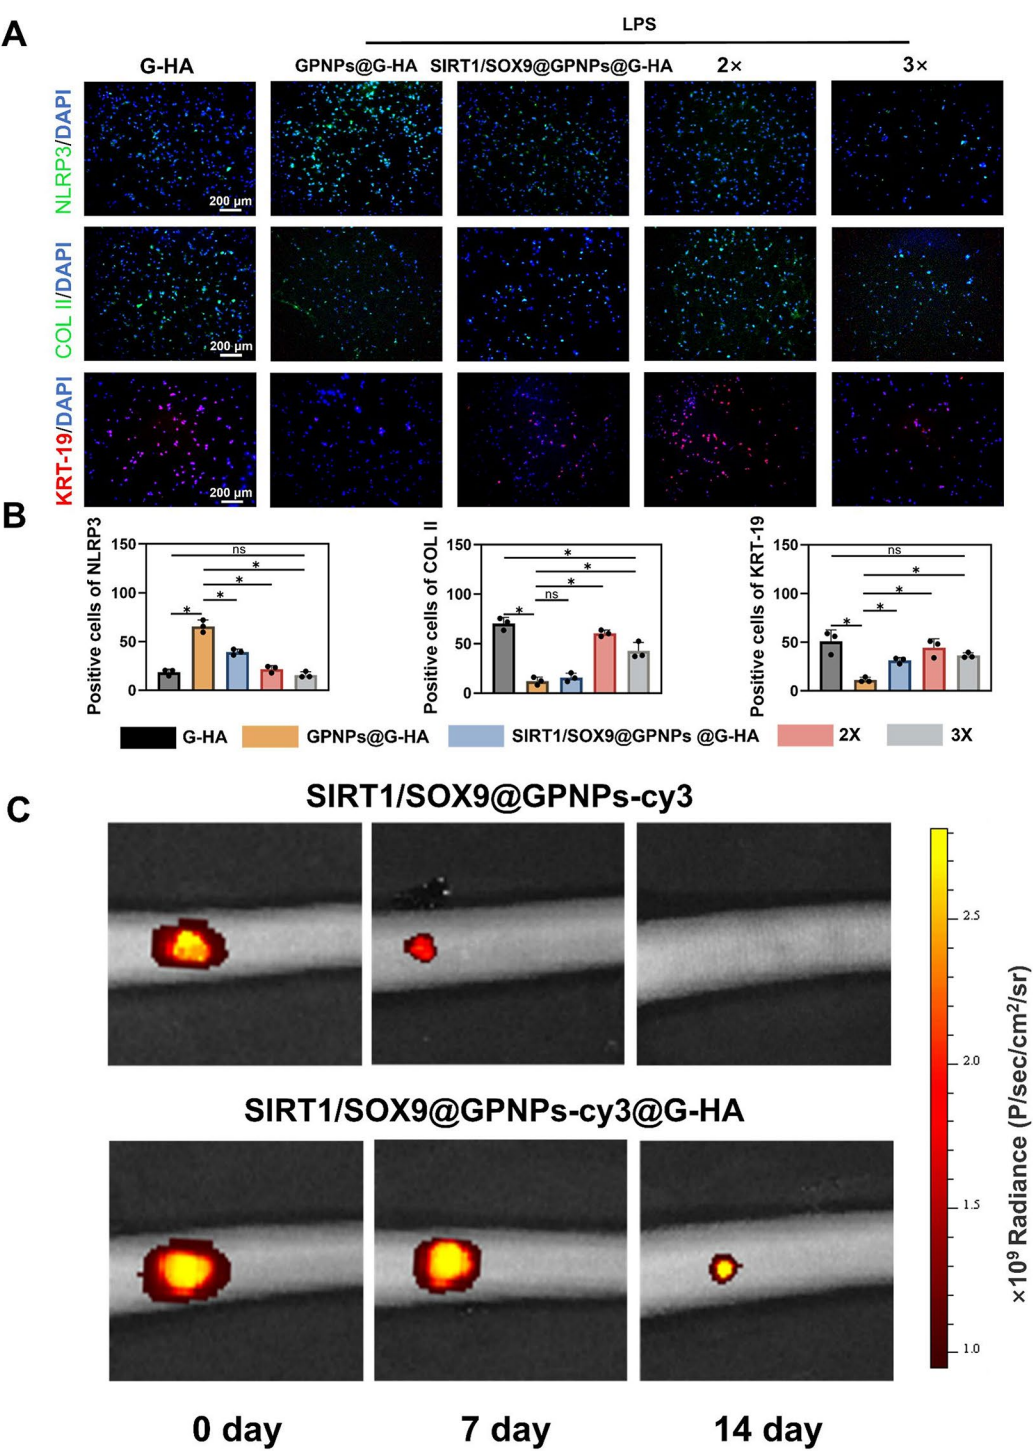 A
LPS
G-HA
GPNPs@G-HA
SIRT1/SOX9@GPNPs@G-HA
2×
3×
NLRP3/DAPI
200 μm
COL II/DAPI
200 μm
KRT-19/DAPI
200 μm
B
Positive cells of NLRP3
150
100
50
0
ns
*
*
*
*
Positive cells of COL II
150
100
50
0
*
*
*
ns
*
Positive cells of KRT-19
150
100
50
0
ns
*
*
*
*
G-HA
GPNPs@G-HA
SIRT1/SOX9@GPNPs @G-HA
2X
3X
C
SIRT1/SOX9@GPNPs-cy3
SIRT1/SOX9@GPNPs-cy3@G-HA
2.5
2.0
1.5
1.0
×10⁹ Radiance (P/sec/cm²/sr)
0 day
7 day
14 day